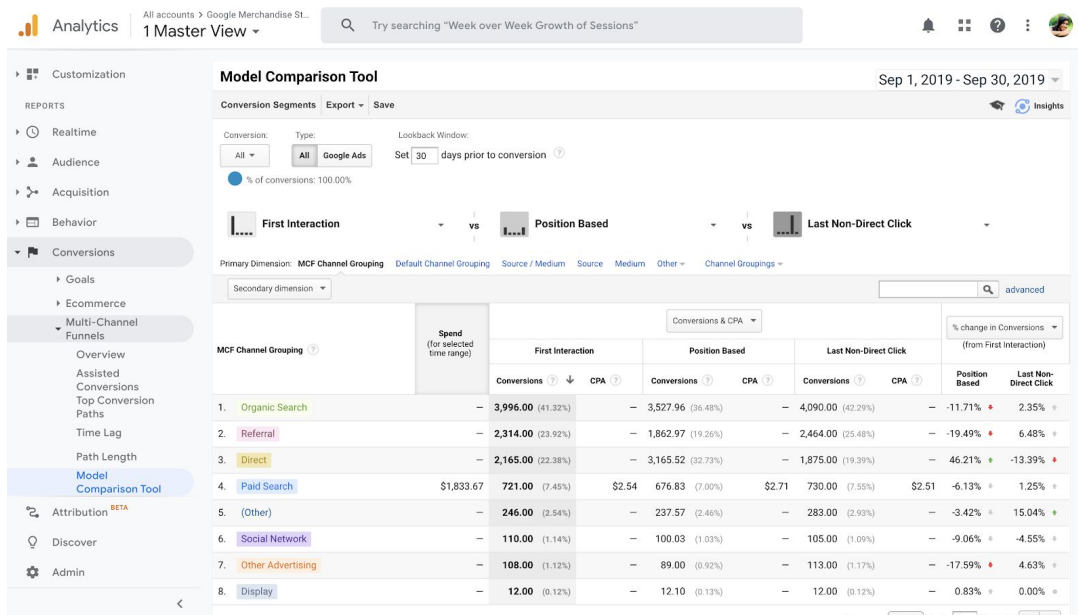 Analytics
All accounts > Google Merchandise St...
1 Master View
Try searching “Week over Week Growth of Sessions”
Customization
REPORTS
Realtime
Audience
Acquisition
Behavior
Conversions
Goals
Ecommerce
Multi-Channel
Funnels
Overview
Assisted
Conversions
Top Conversion
Paths
Time Lag
Path Length
Model
Comparison Tool
Attribution BETA
Discover
Admin
Model Comparison Tool
Sep 1, 2019 - Sep 30, 2019
Conversion Segments Export Save
Insights
Conversion: Type: Lookback Window:
All All Google Ads Set 30 days prior to conversion ?
% of conversions: 100.00%
First Interaction vs Position Based vs Last Non-Direct Click
Primary Dimension: MCF Channel Grouping Default Channel Grouping Source / Medium Source Medium Other Channel Groupings
Secondary dimension advanced
MCF Channel Grouping ?
Spend
(for selected
time range)
Conversions & CPA
% change in Conversions
(from First Interaction)
First Interaction Position Based Last Non-Direct Click
Conversions ? CPA ? Conversions ? CPA ? Conversions ? CPA ?
Position
Based
Last Non-
Direct Click
1. Organic Search — 3,996.00 (41.32%) — 3,527.96 (36.48%) — 4,090.00 (42.29%) — -11.71% 2.35%
2. Referral — 2,314.00 (23.92%) — 1,862.97 (19.26%) — 2,464.00 (25.48%) — -19.49% 6.48%
3. Direct — 2,165.00 (22.38%) — 3,165.52 (32.73%) — 1,875.00 (19.39%) — 46.21% -13.39%
4. Paid Search $1,833.67 721.00 (7.45%) $2.54 676.83 (7.00%) $2.71 730.00 (7.55%) $2.51 -6.13% 1.25%
5. (Other) — 246.00 (2.54%) — 237.57 (2.46%) — 283.00 (2.93%) — -3.42% 15.04%
6. Social Network — 110.00 (1.14%) — 100.03 (1.03%) — 105.00 (1.09%) — -9.06% -4.55%
7. Other Advertising — 108.00 (1.12%) — 89.00 (0.92%) — 113.00 (1.17%) — -17.59% 4.63%
8. Display — 12.00 (0.12%) — 12.10 (0.13%) — 12.00 (0.12%) — 0.83% 0.00%